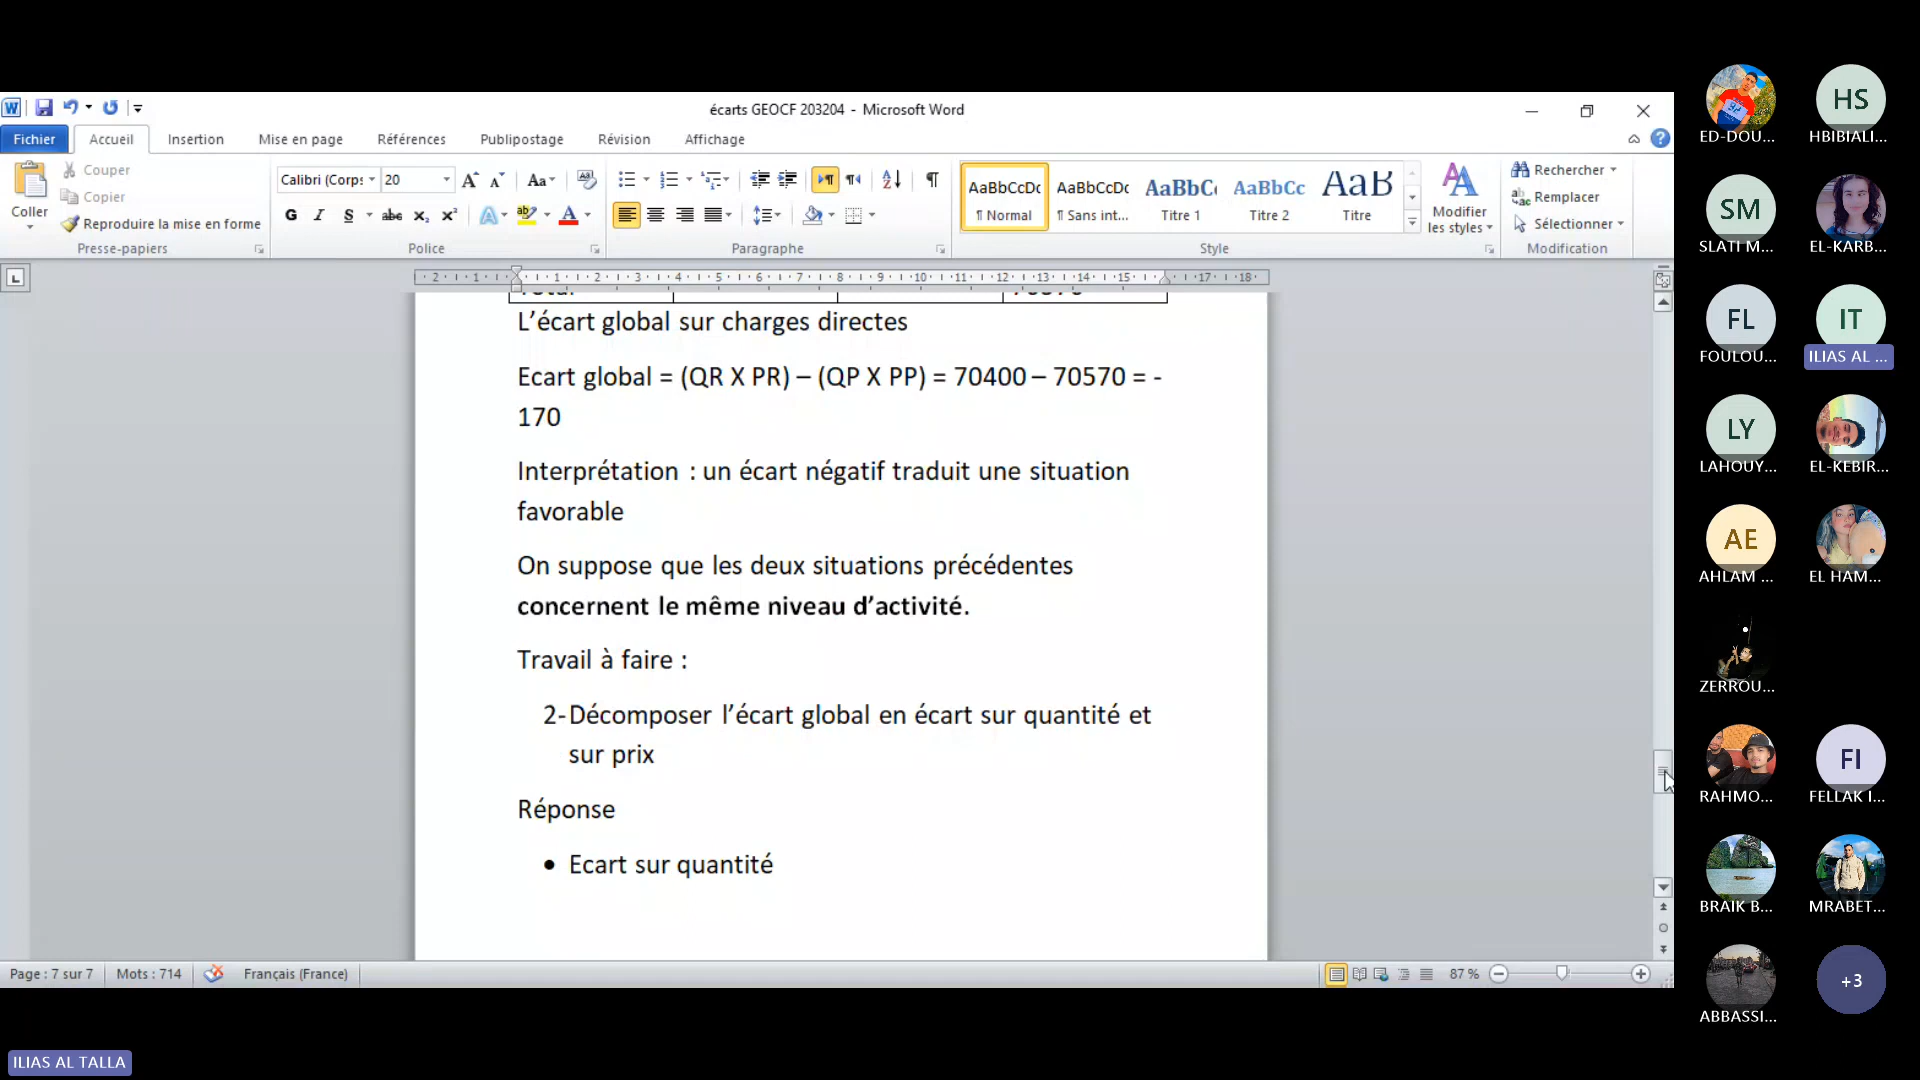 écarts GEOCF 203204 - Microsoft Word
Fichier
Accueil
Insertion
Mise en page
Références
Publipostage
Révision
Affichage
Coller
Couper
Copier
Reproduire la mise en forme
Presse-papiers
Calibri (Corps
20
Police
Paragraphe
AaBbCcDc
¶ Normal
AaBbCcDc
¶ Sans int...
AaBbC
Titre 1
AaBbCc
Titre 2
AaB
Titre
Modifier
les styles
Style
Rechercher
Remplacer
Sélectionner
Modification
L'écart global sur charges directes
Ecart global = (QR X PR) – (QP X PP) = 70400 – 70570 = -
170
Interprétation : un écart négatif traduit une situation
favorable
On suppose que les deux situations précédentes
concernent le même niveau d'activité.
Travail à faire :
2- Décomposer l'écart global en écart sur quantité et
sur prix
Réponse
• Ecart sur quantité
Page : 7 sur 7
Mots : 714
Français (France)
87 %
ED-DOU...
HS
HBIBIALI...
SM
SLATI M...
EL-KARB...
FL
FOULOU...
IT
ILIAS AL ...
LY
LAHOUY...
EL-KEBIR...
AE
AHLAM ...
EL HAM...
ZERROU...
RAHMO...
FI
FELLAK I...
BRAIK B...
MRABET...
ABBASSI...
+3
ILIAS AL TALLA